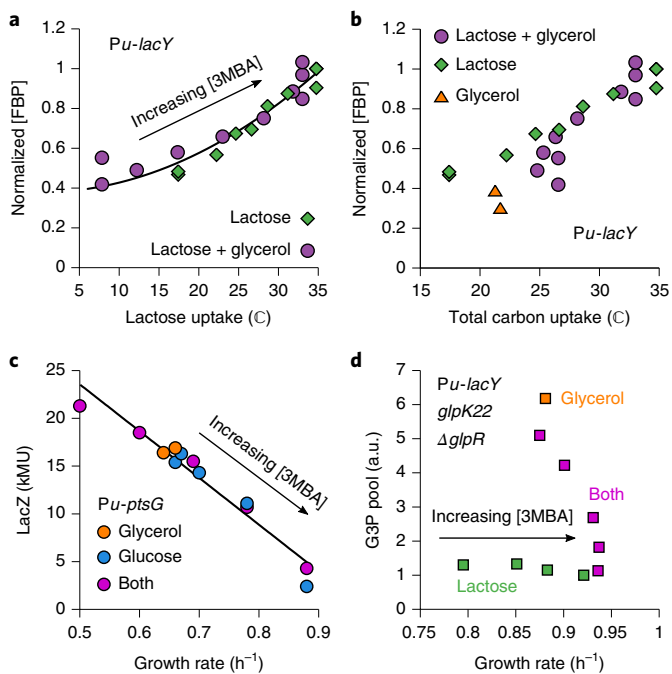 a
Pu-lacY
Normalized [FBP]
1.2
1
0.8
0.6
0.4
0.2
0
Increasing [3MBA]
Lactose
Lactose + glycerol
5 10 15 20 25 30 35
Lactose uptake (ℂ)
b
Lactose + glycerol
Lactose
Glycerol
Normalized [FBP]
1.2
1
0.8
0.6
0.4
0.2
0
Pu-lacY
15 20 25 30 35
Total carbon uptake (ℂ)
c
LacZ (kMU)
25
20
15
10
5
0
Increasing [3MBA]
Pu-ptsG
Glycerol
Glucose
Both
0.5 0.6 0.7 0.8 0.9
Growth rate (h⁻¹)
d
G3P pool (a.u.)
7
6
5
4
3
2
1
0
Pu-lacY
glpK22
ΔglpR
Glycerol
Both
Increasing [3MBA]
Lactose
0.75 0.8 0.85 0.9 0.95 1
Growth rate (h⁻¹)